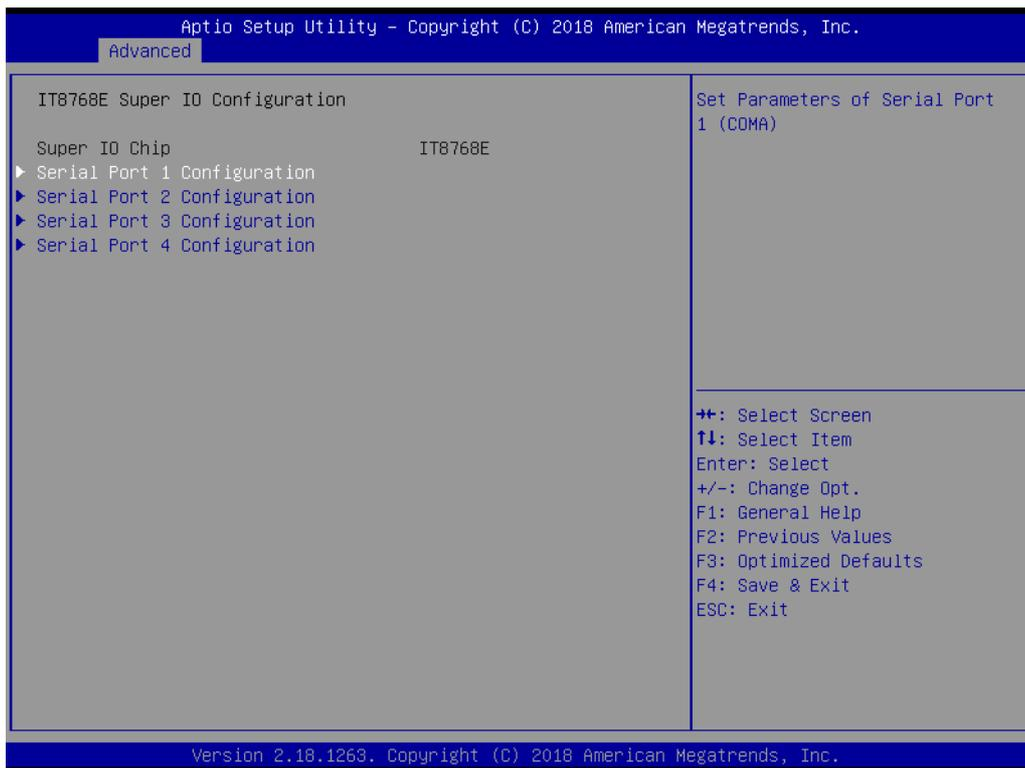 Aptio Setup Utility – Copyright (C) 2018 American Megatrends, Inc.
Advanced
IT8768E Super IO Configuration
Super IO Chip IT8768E
▶ Serial Port 1 Configuration
▶ Serial Port 2 Configuration
▶ Serial Port 3 Configuration
▶ Serial Port 4 Configuration
Set Parameters of Serial Port
1 (COMA)
→←: Select Screen
↑↓: Select Item
Enter: Select
+/-: Change Opt.
F1: General Help
F2: Previous Values
F3: Optimized Defaults
F4: Save & Exit
ESC: Exit
Version 2.18.1263. Copyright (C) 2018 American Megatrends, Inc.